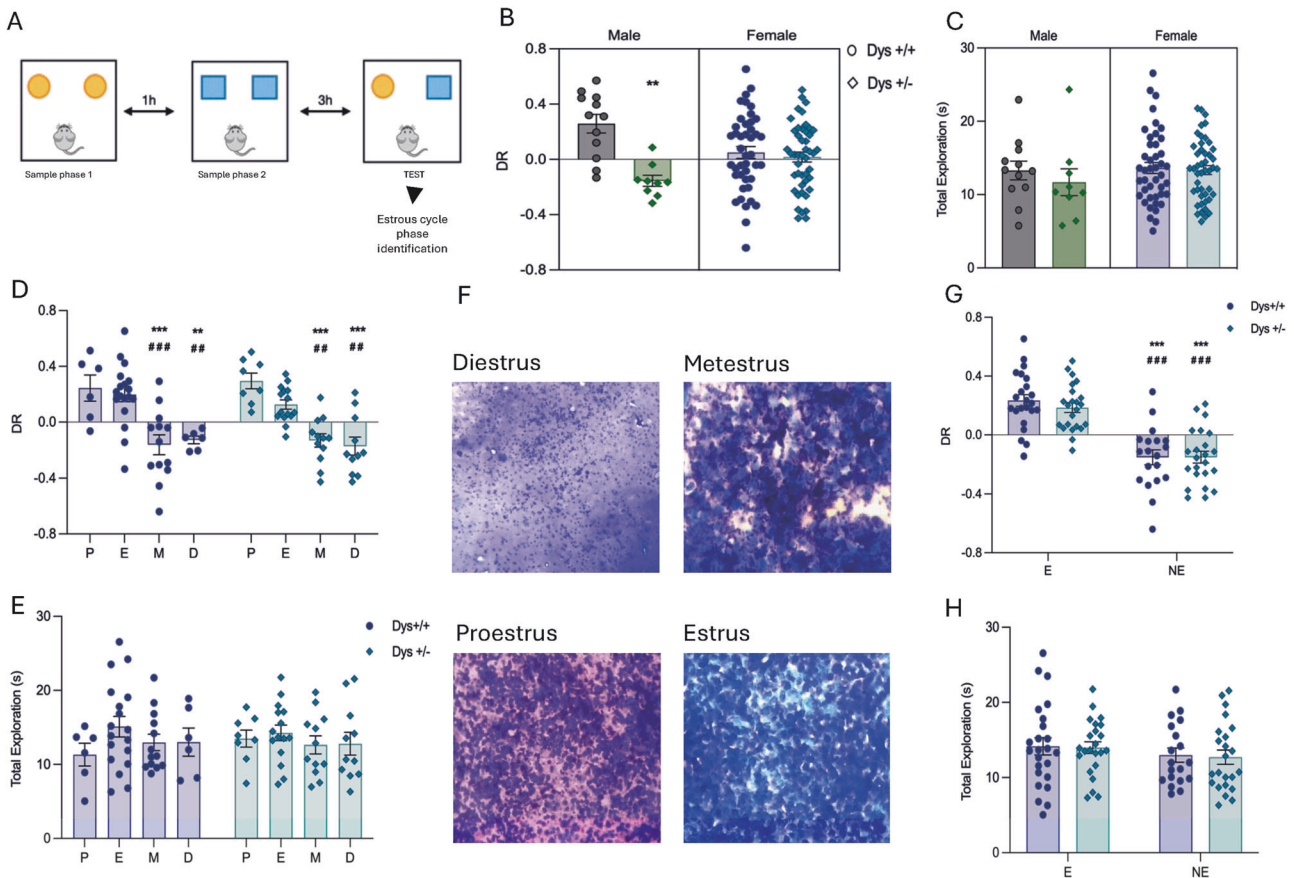 A
1h
3h
Sample phase 1
Sample phase 2
TEST
Estrous cycle
phase
identification
B
Male
Female
Dys +/+
Dys +/-
**
DR
0.8
0.4
0.0
-0.4
-0.8
C
Male
Female
Total Exploration (s)
30
20
10
0
D
DR
0.8
0.4
0.0
-0.4
-0.8
*** ** *** ***
### ## ## ##
P E M D P E M D
E
Total Exploration (s)
30
20
10
0
Dys+/+
Dys +/-
P E M D P E M D
F
Diestrus
Metestrus
Proestrus
Estrus
G
Dys+/+
Dys +/-
DR
0.8
0.4
0.0
-0.4
-0.8
*** ***
### ###
E NE
H
Total Exploration (s)
30
20
10
0
E NE